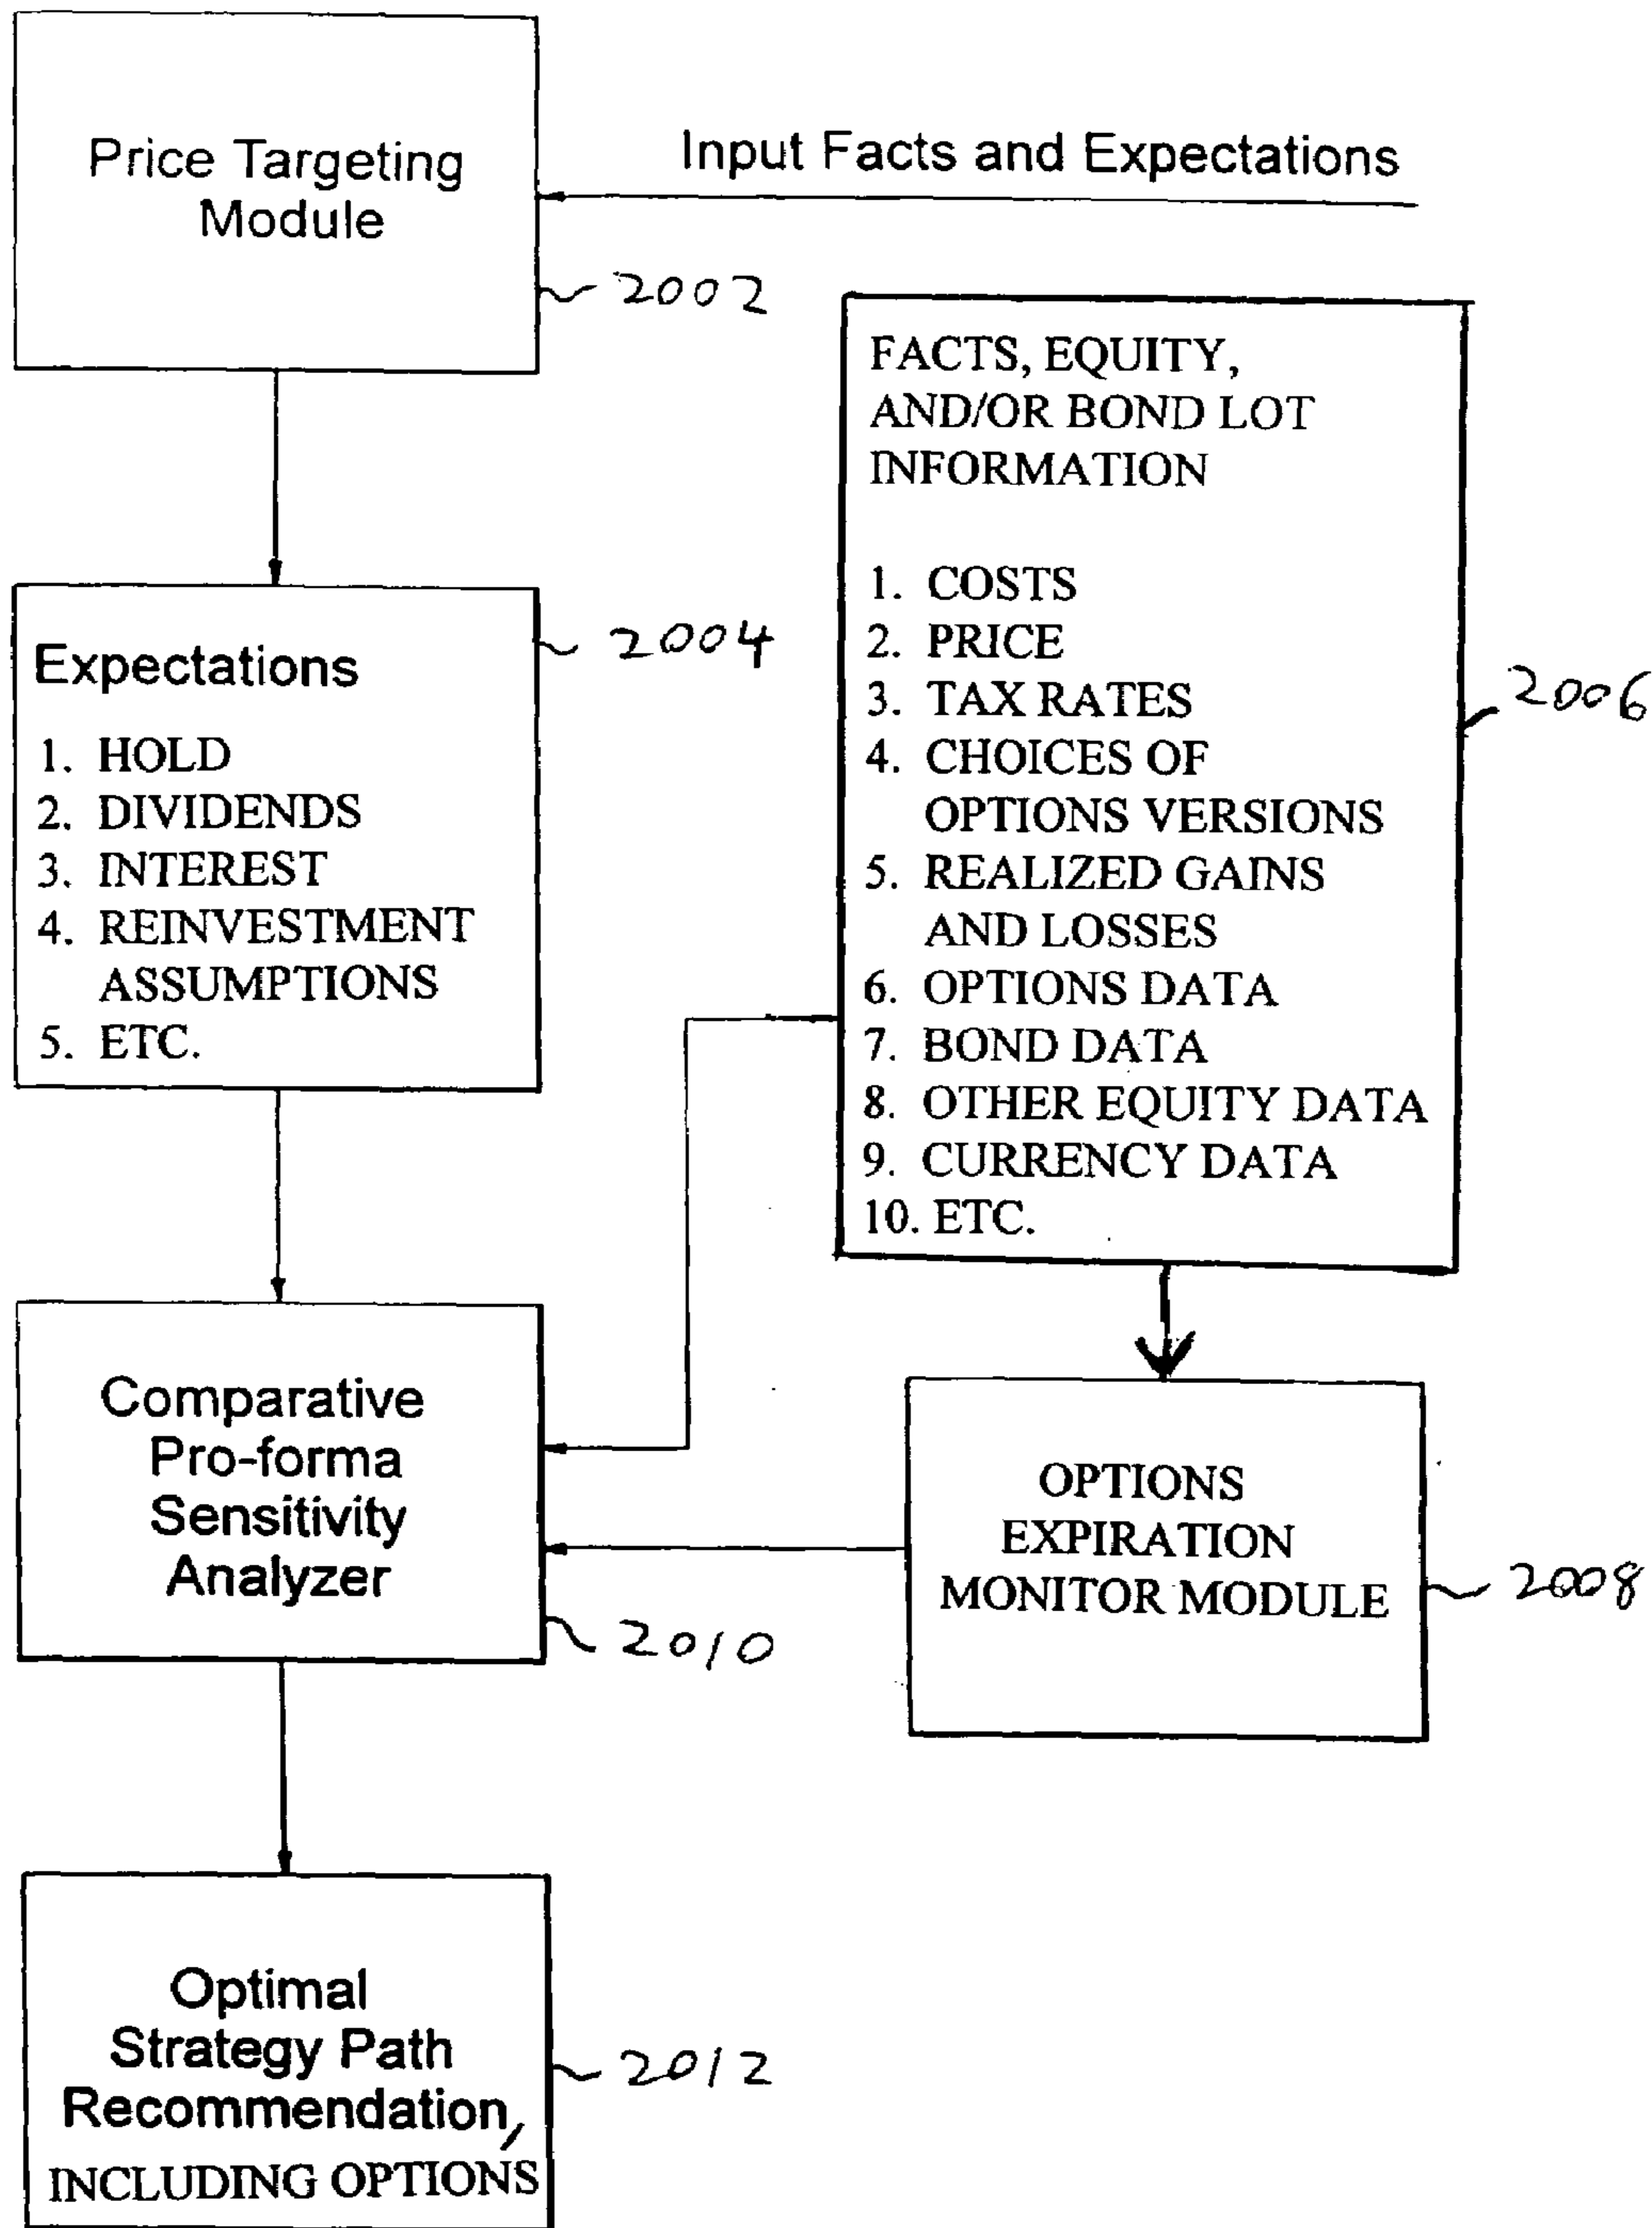 Price Targeting
Module
Input Facts and Expectations
2002
FACTS, EQUITY,
AND/OR BOND LOT
INFORMATION
1. COSTS
2. PRICE
3. TAX RATES
4. CHOICES OF
OPTIONS VERSIONS
5. REALIZED GAINS
AND LOSSES
6. OPTIONS DATA
7. BOND DATA
8. OTHER EQUITY DATA
9. CURRENCY DATA
10. ETC.
2006
Expectations
2004
1. HOLD
2. DIVIDENDS
3. INTEREST
4. REINVESTMENT
ASSUMPTIONS
5. ETC.
Comparative
Pro-forma
Sensitivity
Analyzer
2010
OPTIONS
EXPIRATION
MONITOR MODULE
2008
Optimal
Strategy Path
Recommendation,
INCLUDING OPTIONS
2012